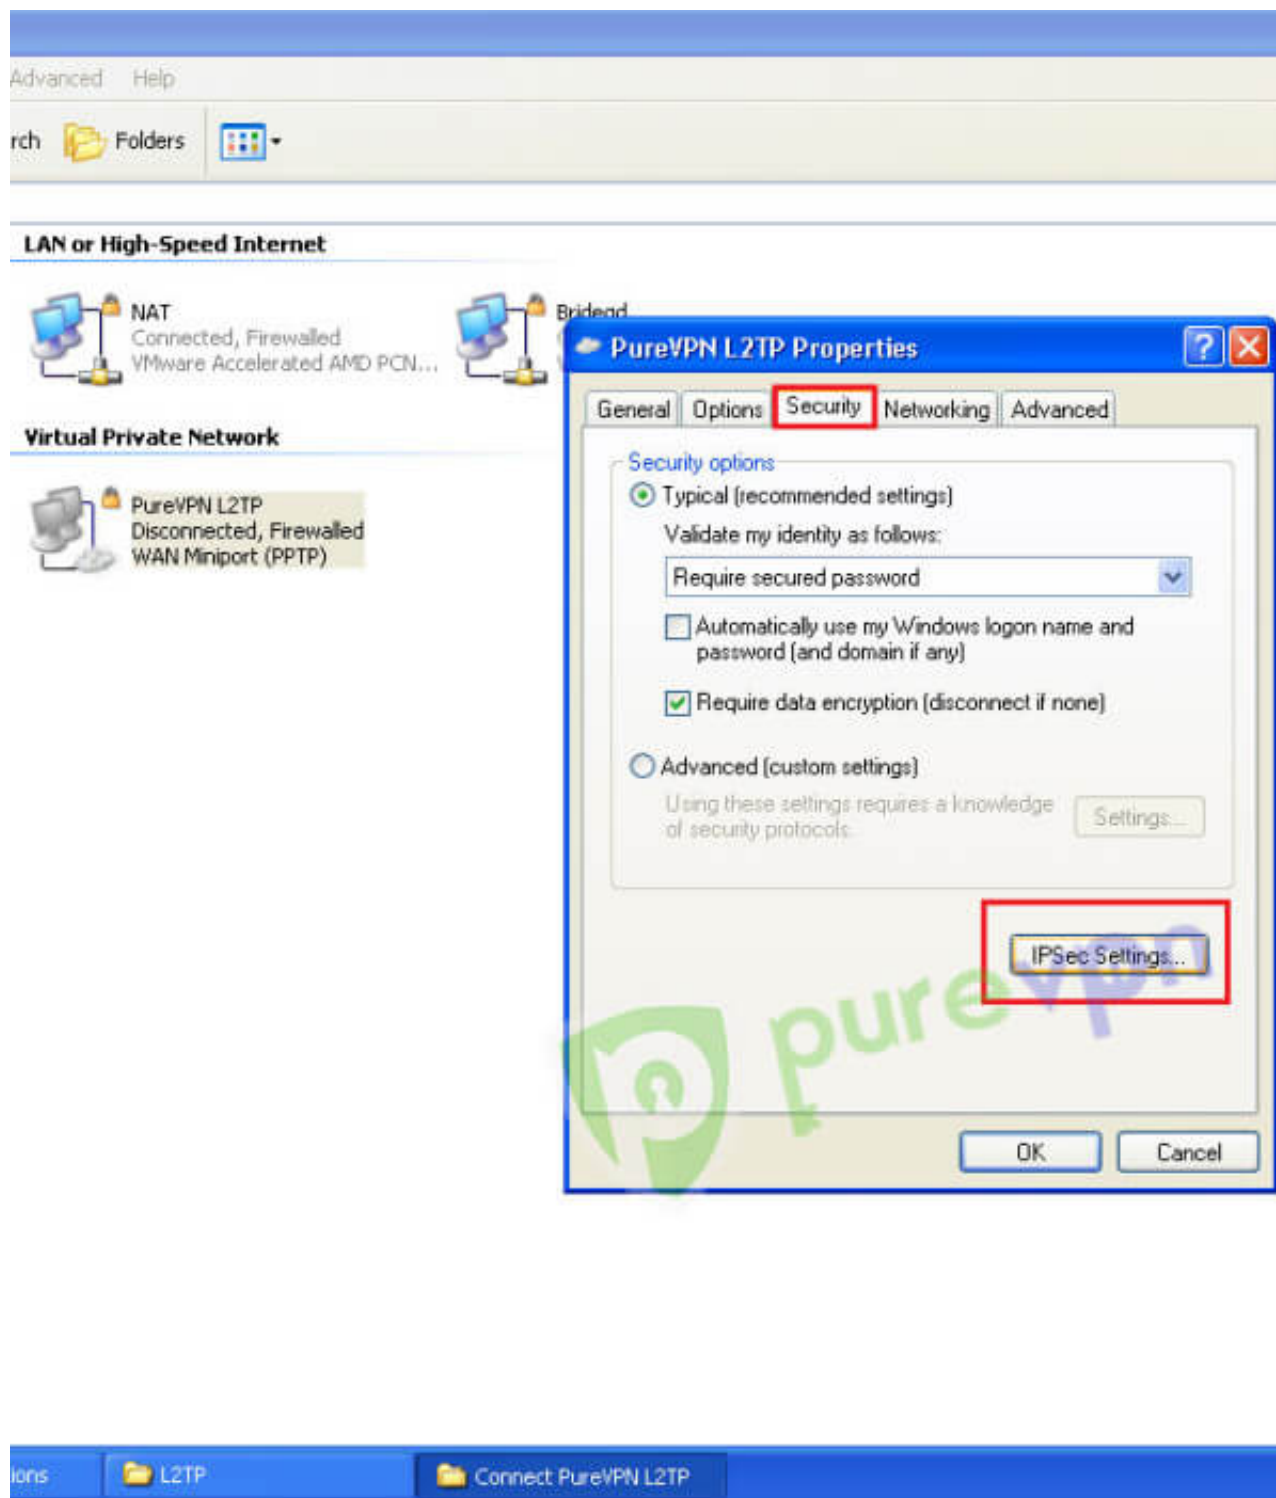 Advanced Help
rch Folders
LAN or High-Speed Internet
NAT
Connected, Firewalled
VMware Accelerated AMD PCN...
Bridegd
PureVPN L2TP Properties
General Options Security Networking Advanced
Virtual Private Network
PureVPN L2TP
Disconnected, Firewalled
WAN Miniport (PPTP)
Security options
Typical (recommended settings)
Validate my identity as follows:
Require secured password
Automatically use my Windows logon name and
password (and domain if any)
Require data encryption (disconnect if none)
Advanced (custom settings)
Using these settings requires a knowledge
of security protocols.
Settings...
IPSec Settings...
purevpn
OK Cancel
ions L2TP Connect PureVPN L2TP